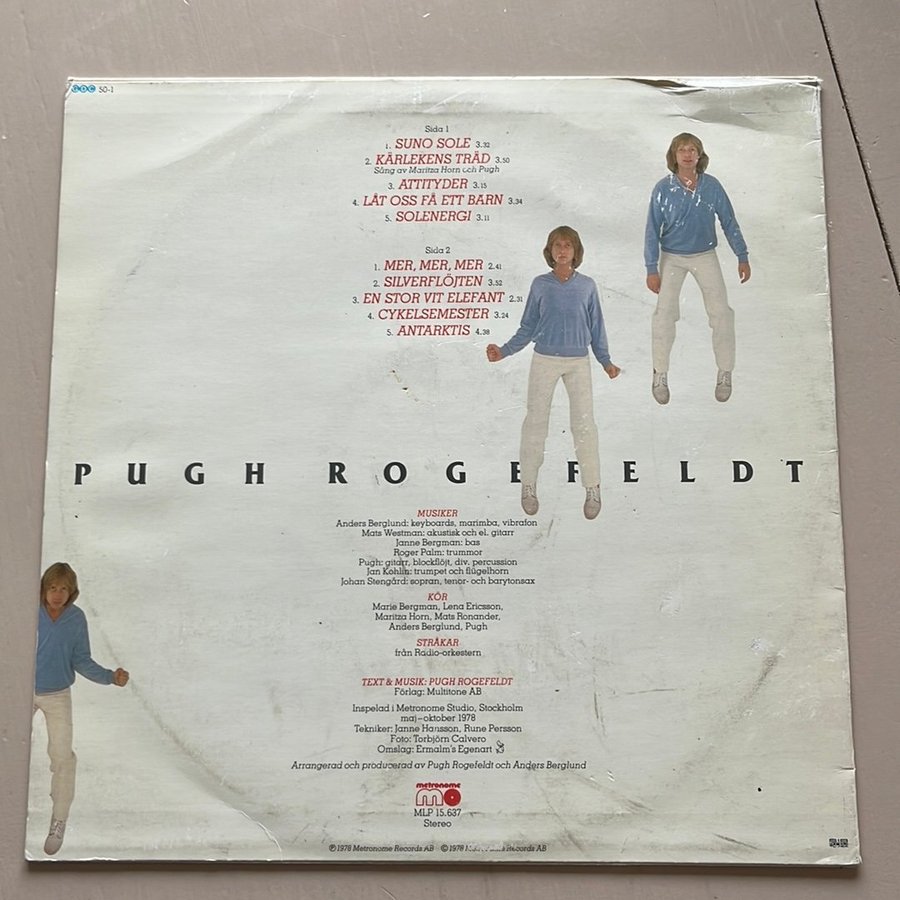 GDC 50-1
Sida 1
1. SUNO SOLE 3.32
2. KÄRLEKENS TRÄD 3.50
Sång av Maritza Horn och Pugh
3. ATTITYDER 3.15
4. LÅT OSS FÅ ETT BARN 3.34
5. SOLENERGI 3.11
Sida 2
1. MER, MER, MER 2.41
2. SILVERFLÖJTEN 3.52
3. EN STOR VIT ELEFANT 2.31
4. CYKELSEMESTER 3.24
5. ANTARKTIS 4.38
PUGH ROGEFELDT
MUSIKER
Anders Berglund: keyboards, marimba, vibrafon
Mats Westman: akustisk och el. gitarr
Janne Bergman: bas
Roger Palm: trummor
Pugh: gitarr, blockflöjt, div. percussion
Jan Kohlin: trumpet och flügelhorn
Johan Stengård: sopran, tenor- och barytonsax
KÖR
Marie Bergman, Lena Ericsson,
Maritza Horn, Mats Ronander,
Anders Berglund, Pugh
STRÅKAR
från Radio-orkestern
TEXT & MUSIK: PUGH ROGEFELDT
Förlag: Multitone AB
Inspelad i Metronome Studio, Stockholm
maj–oktober 1978
Tekniker: Janne Hansson, Rune Persson
Foto: Torbjörn Calvero
Omslag: Ermalm's Egenart
Arrangerad och producerad av Pugh Rogefeldt och Anders Berglund
metronome
MLP 15.637
Stereo
℗ 1978 Metronome Records AB © 1978 Records AB